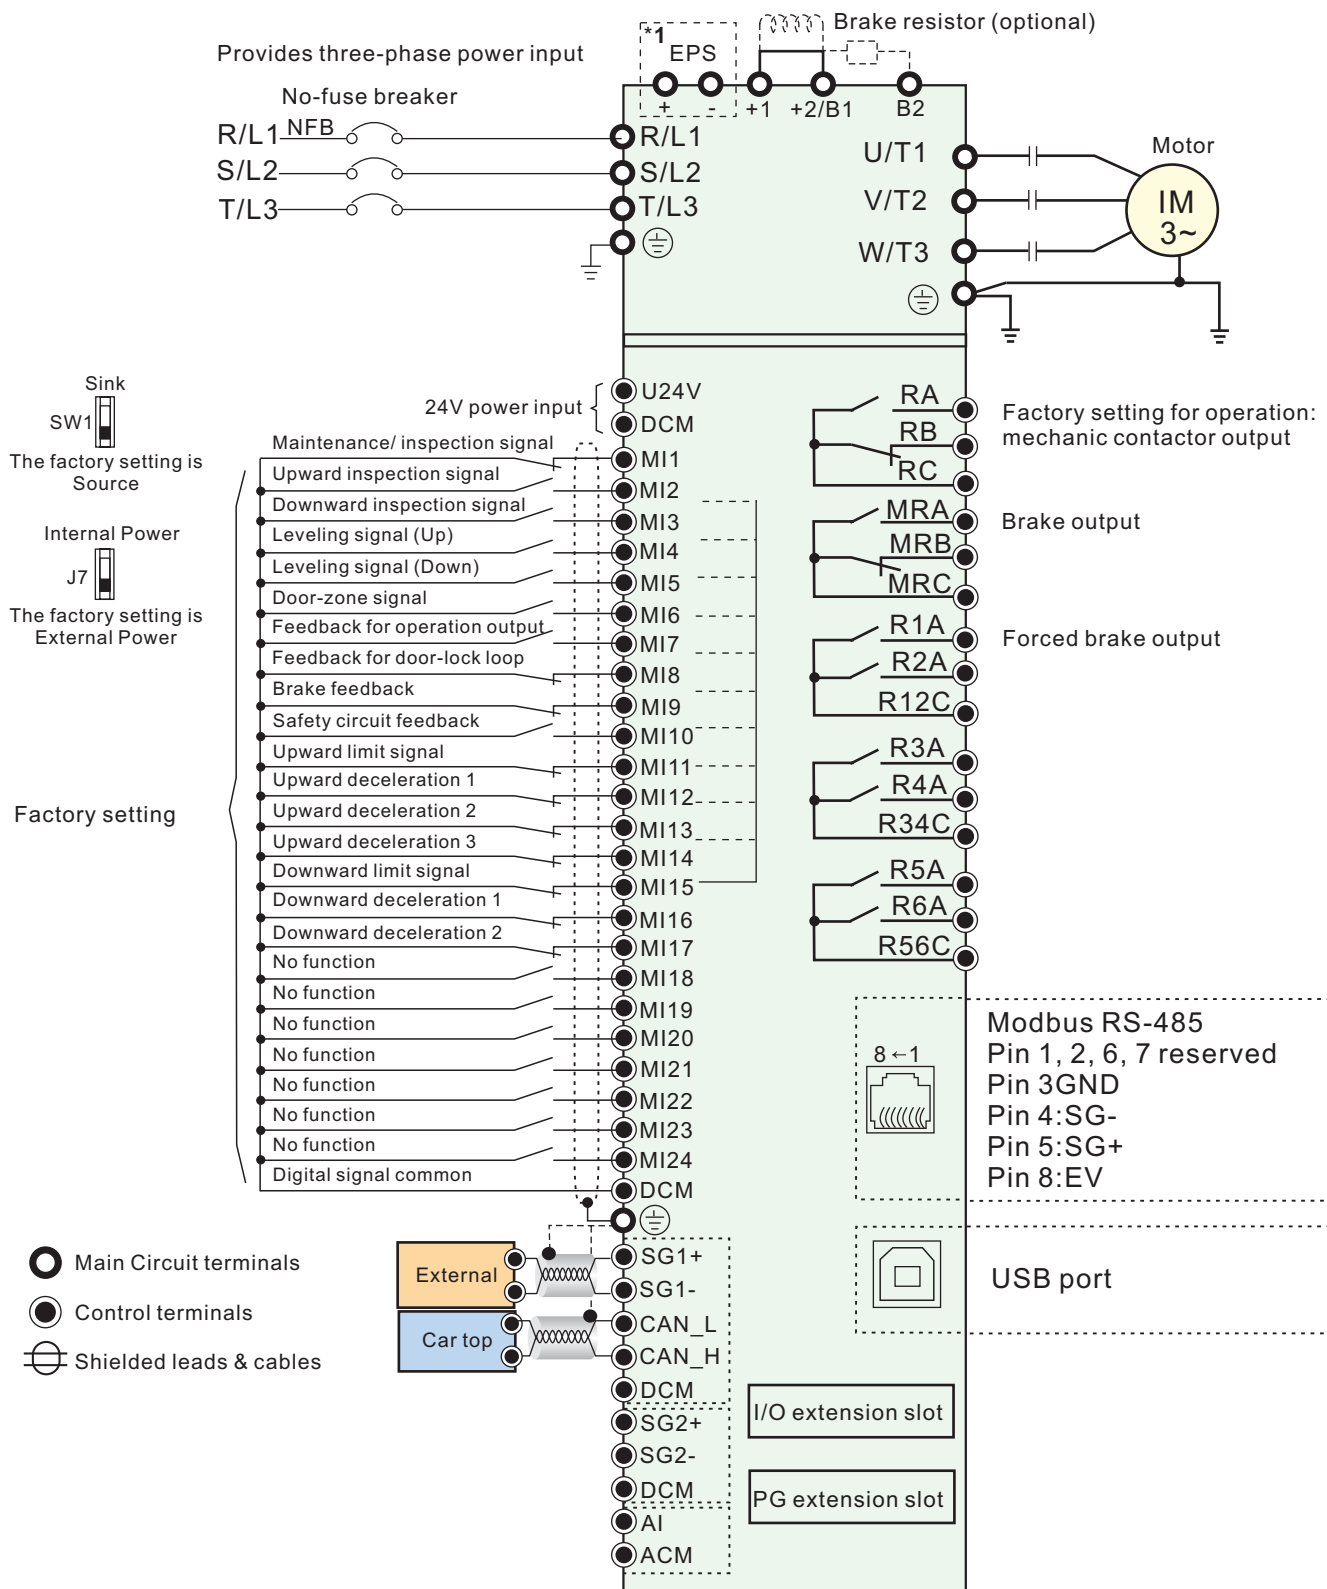 Brake resistor (optional)
*1
EPS
Provides three-phase power input
No-fuse breaker
+ - +1 +2/B1 B2
R/L1 NFB R/L1
S/L2 S/L2
T/L3 T/L3
U/T1
V/T2
W/T3
Motor
IM
3~
Sink
SW1
The factory setting is
Source
Internal Power
J7
The factory setting is
External Power
24V power input
U24V
DCM
Maintenance/ inspection signal
MI1
Upward inspection signal
MI2
Downward inspection signal
MI3
Leveling signal (Up)
MI4
Leveling signal (Down)
MI5
Door-zone signal
MI6
Feedback for operation output
MI7
Feedback for door-lock loop
MI8
Brake feedback
MI9
Safety circuit feedback
MI10
Upward limit signal
MI11
Upward deceleration 1
MI12
Upward deceleration 2
MI13
Upward deceleration 3
MI14
Downward limit signal
MI15
Downward deceleration 1
MI16
Downward deceleration 2
MI17
No function
MI18
No function
MI19
No function
MI20
No function
MI21
No function
MI22
No function
MI23
No function
MI24
Digital signal common
DCM
Factory setting
RA
RB
RC
Factory setting for operation:
mechanic contactor output
MRA
MRB
MRC
Brake output
R1A
R2A
R12C
Forced brake output
R3A
R4A
R34C
R5A
R6A
R56C
8←1
Modbus RS-485
Pin 1, 2, 6, 7 reserved
Pin 3GND
Pin 4:SG-
Pin 5:SG+
Pin 8:EV
USB port
Main Circuit terminals
Control terminals
Shielded leads & cables
External
Car top
SG1+
SG1-
CAN_L
CAN_H
DCM
SG2+
SG2-
DCM
AI
ACM
I/O extension slot
PG extension slot